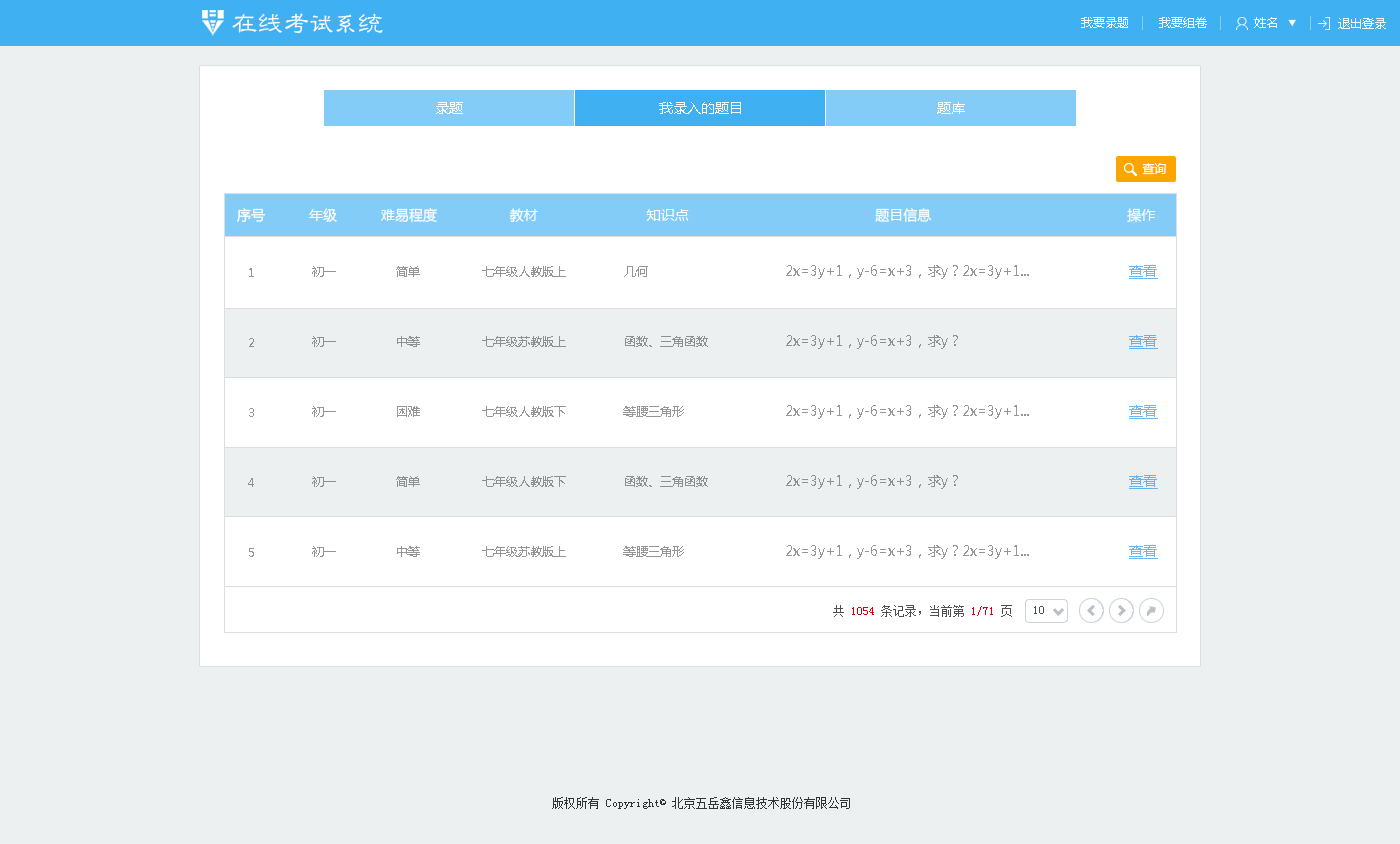 在线考试系统 我要录题 我要组卷 姓名 ▼ 退出登录
录题 我录入的题目 题库
查询
序号 年级 难易程度 教材 知识点 题目信息 操作
1 初一 简单 七年级人教版上 几何 2x=3y+1，y-6=x+3，求y？2x=3y+1... 查看
2 初一 中等 七年级苏教版上 函数、三角函数 2x=3y+1，y-6=x+3，求y？ 查看
3 初一 困难 七年级人教版下 等腰三角形 2x=3y+1，y-6=x+3，求y？2x=3y+1... 查看
4 初一 简单 七年级人教版下 函数、三角函数 2x=3y+1，y-6=x+3，求y？ 查看
5 初一 中等 七年级苏教版上 等腰三角形 2x=3y+1，y-6=x+3，求y？2x=3y+1... 查看
共 1054 条记录，当前第 1/71 页 10
版权所有 Copyright© 北京五岳鑫信息技术股份有限公司